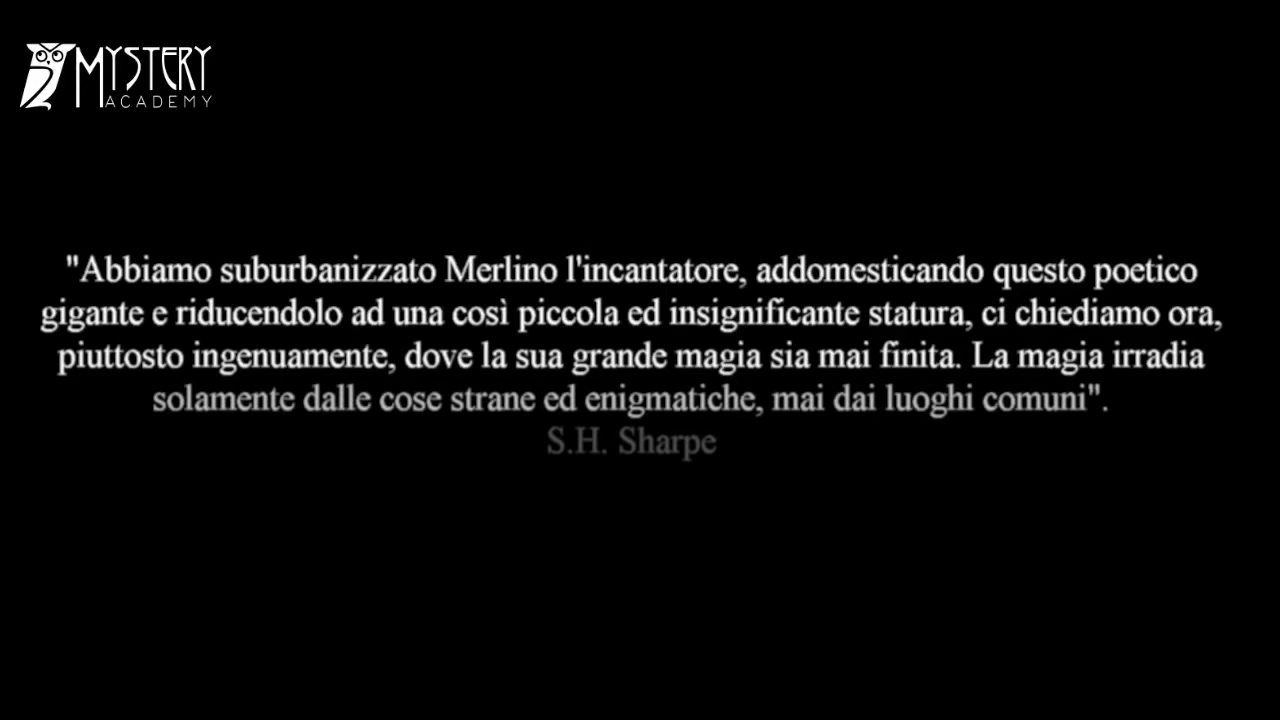 MYSTERY
ACADEMY
"Abbiamo suburbanizzato Merlino l'incantatore, addomesticando questo poetico
gigante e riducendolo ad una così piccola ed insignificante statura, ci chiediamo ora,
piuttosto ingenuamente, dove la sua grande magia sia mai finita. La magia irradia
solamente dalle cose strane ed enigmatiche, mai dai luoghi comuni".
S.H. Sharpe